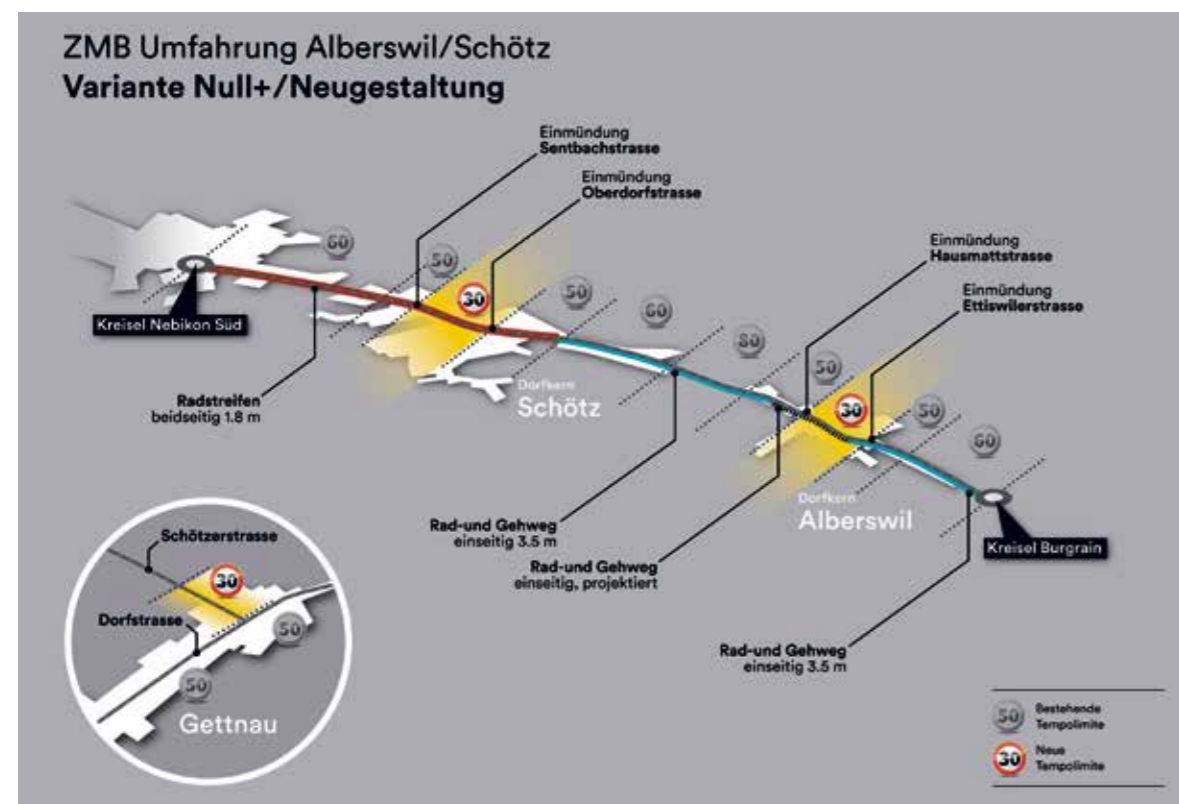 ZMB Umfahrung Alberswil/Schötz
Variante Null+/Neugestaltung
Einmündung
Sentbachstrasse
Einmündung
Oberdorfstrasse
Einmündung
Hausmattstrasse
Einmündung
Ettiswilerstrasse
60
50
30
50
60
80
50
30
50
60
Kreisel Nebikon Süd
Radstreifen
beidseitig 1.8 m
Dorfkern
Schötz
Rad-und Gehweg
einseitig 3.5 m
Rad-und Gehweg
einseitig, projektiert
Dorfkern
Alberswil
Kreisel Burgrain
Rad-und Gehweg
einseitig 3.5 m
Schötzerstrasse
30
Dorfstrasse
50
50
Gettnau
50
Bestehende
Tempolimite
30
Neue
Tempolimite